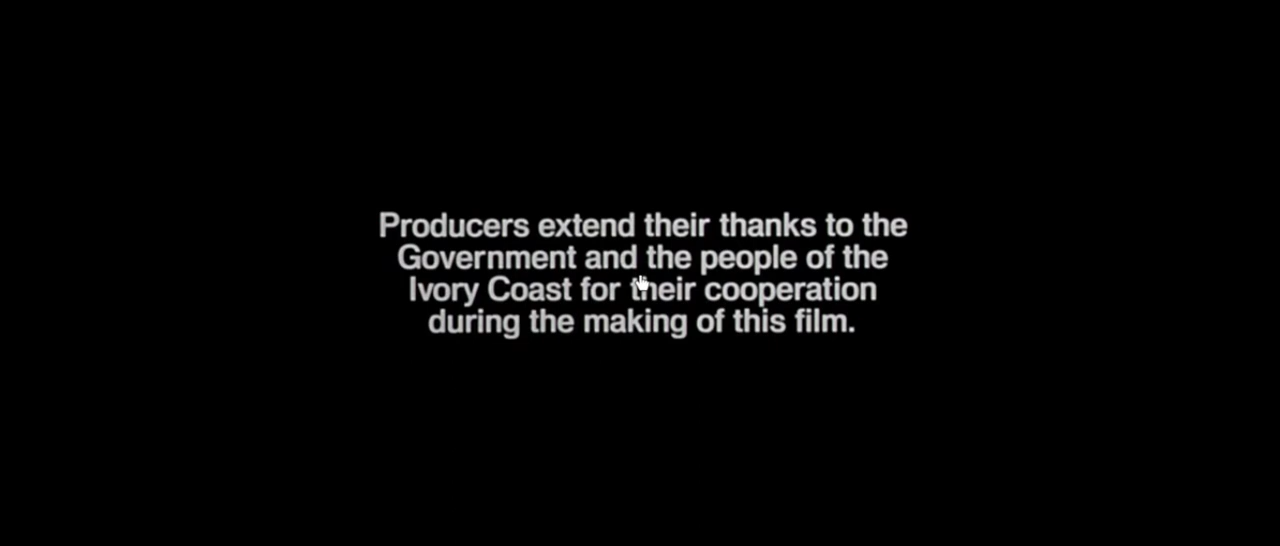 Producers extend their thanks to the
Government and the people of the
Ivory Coast for their cooperation
during the making of this film.